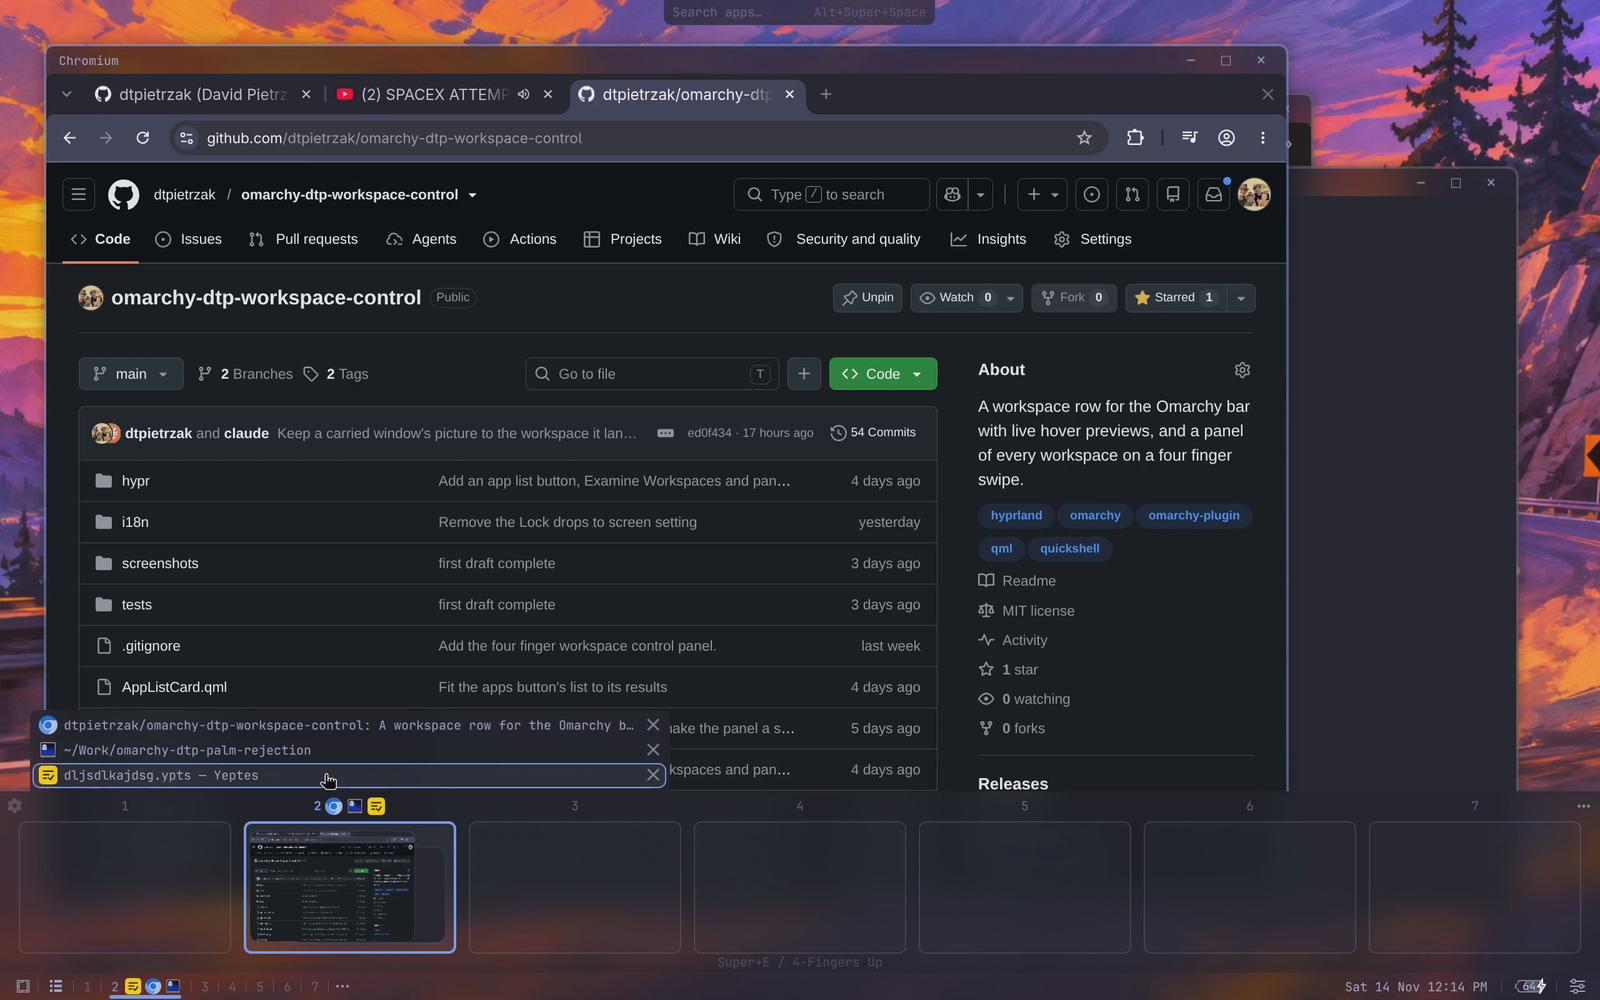 Search apps… Alt+Super+Space
Chromium
dtpietrzak (David Pietrz
(2) SPACEX ATTEMP
dtpietrzak/omarchy-dtp
github.com/dtpietrzak/omarchy-dtp-workspace-control
dtpietrzak / omarchy-dtp-workspace-control
Type / to search
Code Issues Pull requests Agents Actions Projects Wiki Security and quality Insights Settings
omarchy-dtp-workspace-control Public
Unpin Watch 0 Fork 0 Starred 1
main 2 Branches 2 Tags Go to file T Code
dtpietrzak and claude Keep a carried window's picture to the workspace it lan… ed0f434 · 17 hours ago 54 Commits
hypr Add an app list button, Examine Workspaces and pan… 4 days ago
i18n Remove the Lock drops to screen setting yesterday
screenshots first draft complete 3 days ago
tests first draft complete 3 days ago
.gitignore Add the four finger workspace control panel. last week
AppListCard.qml Fit the apps button's list to its results 4 days ago
make the panel a s… 5 days ago
kspaces and pan… 4 days ago
About
A workspace row for the Omarchy bar
with live hover previews, and a panel
of every workspace on a four finger
swipe.
hyprland omarchy omarchy-plugin
qml quickshell
Readme
MIT license
Activity
1 star
0 watching
0 forks
Releases
dtpietrzak/omarchy-dtp-workspace-control: A workspace row for the Omarchy b…
~/Work/omarchy-dtp-palm-rejection
dljsdlkajdsg.ypts — Yeptes
1 2 3 4 5 6 7
Super+E / 4-Fingers Up
1 2 3 4 5 6 7
Sat 14 Nov 12:14 PM
64